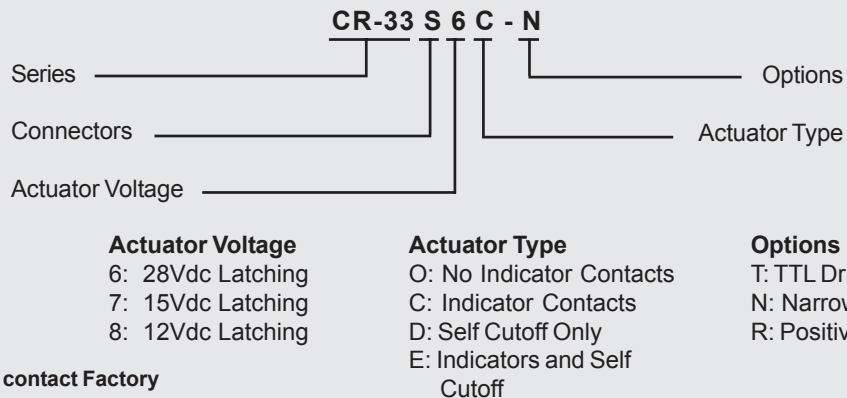 CR-33 S 6 C - N
Series
Options
Connectors
Actuator Type
Actuator Voltage
Actuator Voltage
6: 28Vdc Latching
7: 15Vdc Latching
8: 12Vdc Latching
Actuator Type
O: No Indicator Contacts
C: Indicator Contacts
D: Self Cutoff Only
E: Indicators and Self
Cutoff
Options
T: TTL
N:
R:
contact Factory